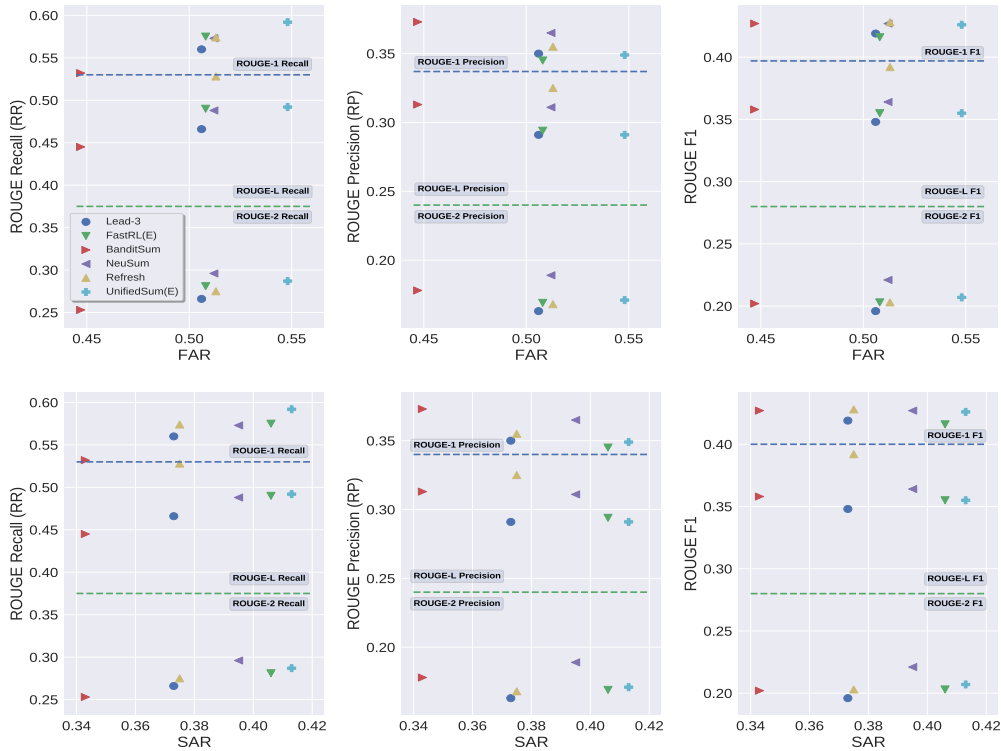 0.60
0.55
0.50
0.45
0.40
0.35
0.30
0.25
ROUGE Recall (RR)
ROUGE-1 Recall
ROUGE-L Recall
ROUGE-2 Recall
Lead-3
FastRL(E)
BanditSum
NeuSum
Refresh
UnifiedSum(E)
0.45
0.50
0.55
FAR
0.35
0.30
0.25
0.20
ROUGE Precision (RP)
ROUGE-1 Precision
ROUGE-L Precision
ROUGE-2 Precision
0.45
0.50
0.55
FAR
0.40
0.35
0.30
0.25
0.20
ROUGE F1
ROUGE-1 F1
ROUGE-L F1
ROUGE-2 F1
0.45
0.50
0.55
FAR
0.60
0.55
0.50
0.45
0.40
0.35
0.30
0.25
ROUGE Recall (RR)
ROUGE-1 Recall
ROUGE-L Recall
ROUGE-2 Recall
0.34
0.36
0.38
0.40
0.42
SAR
0.35
0.30
0.25
0.20
ROUGE Precision (RP)
ROUGE-1 Precision
ROUGE-L Precision
ROUGE-2 Precision
0.34
0.36
0.38
0.40
0.42
SAR
0.40
0.35
0.30
0.25
0.20
ROUGE F1
ROUGE-1 F1
ROUGE-L F1
ROUGE-2 F1
0.34
0.36
0.38
0.40
0.42
SAR